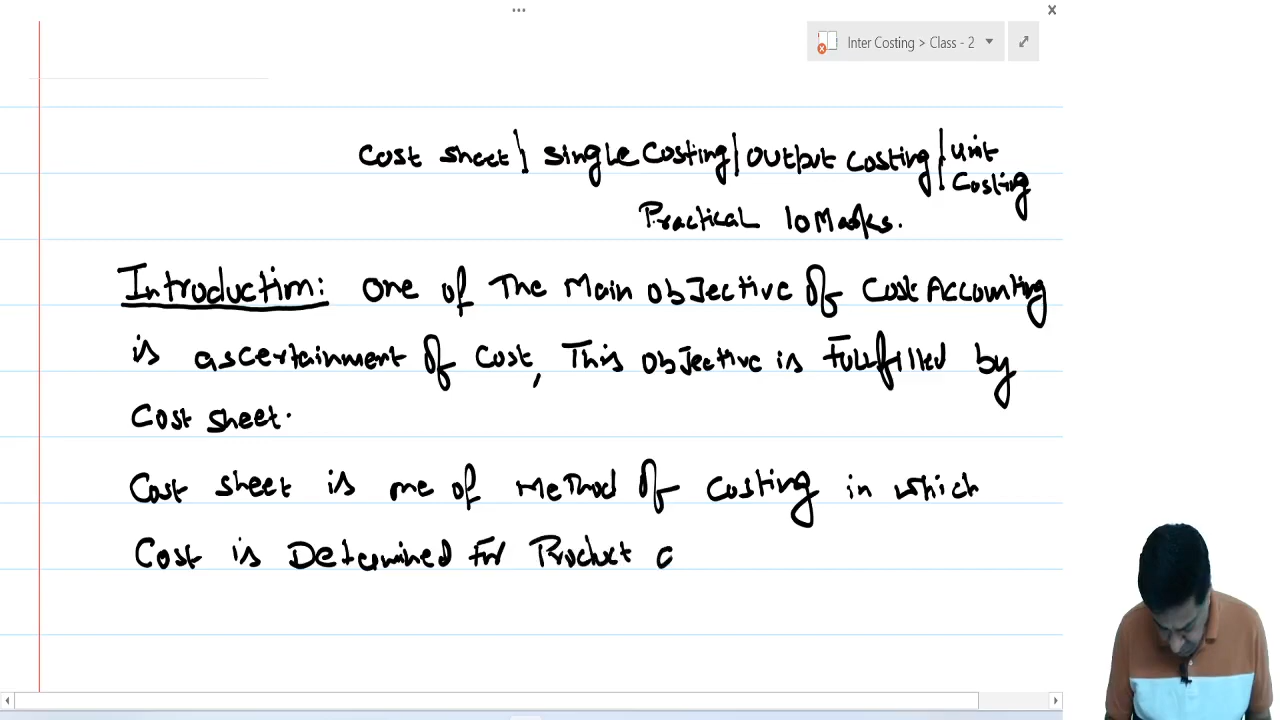 Inter Costing > Class - 2
Cost sheet | Single Costing | Output Costing | Unit Costing
Practical 10 Marks.
Introduction: One of The Main Objective Of Cost Accounting
is ascertainment Of Cost, This Objective is Fullfilled by
Cost sheet.
Cost sheet is one of Method Of Costing in which
Cost is Determined For Product o